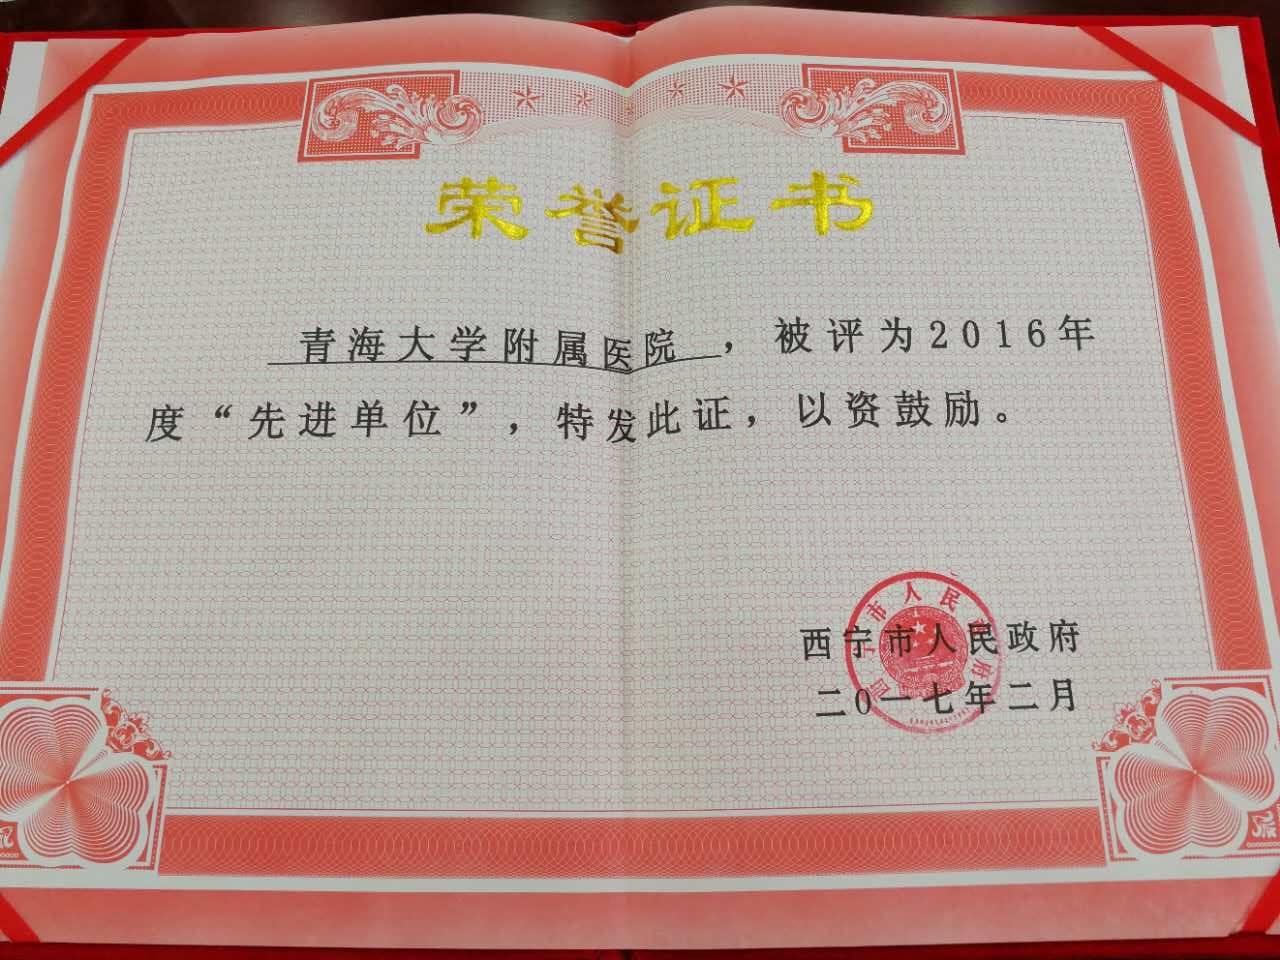 荣誉证书
青海大学附属医院，被评为2016年
度“先进单位”，特发此证，以资鼓励。
西宁市人民政府
二0一七年二月